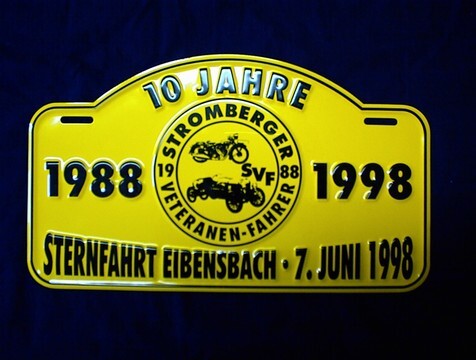 10 JAHRE
STROMBERGER
19 88
SVF
VETERANEN-FAHRER
1988 1998
STERNFAHRT EIBENSBACH · 7. JUNI 1998